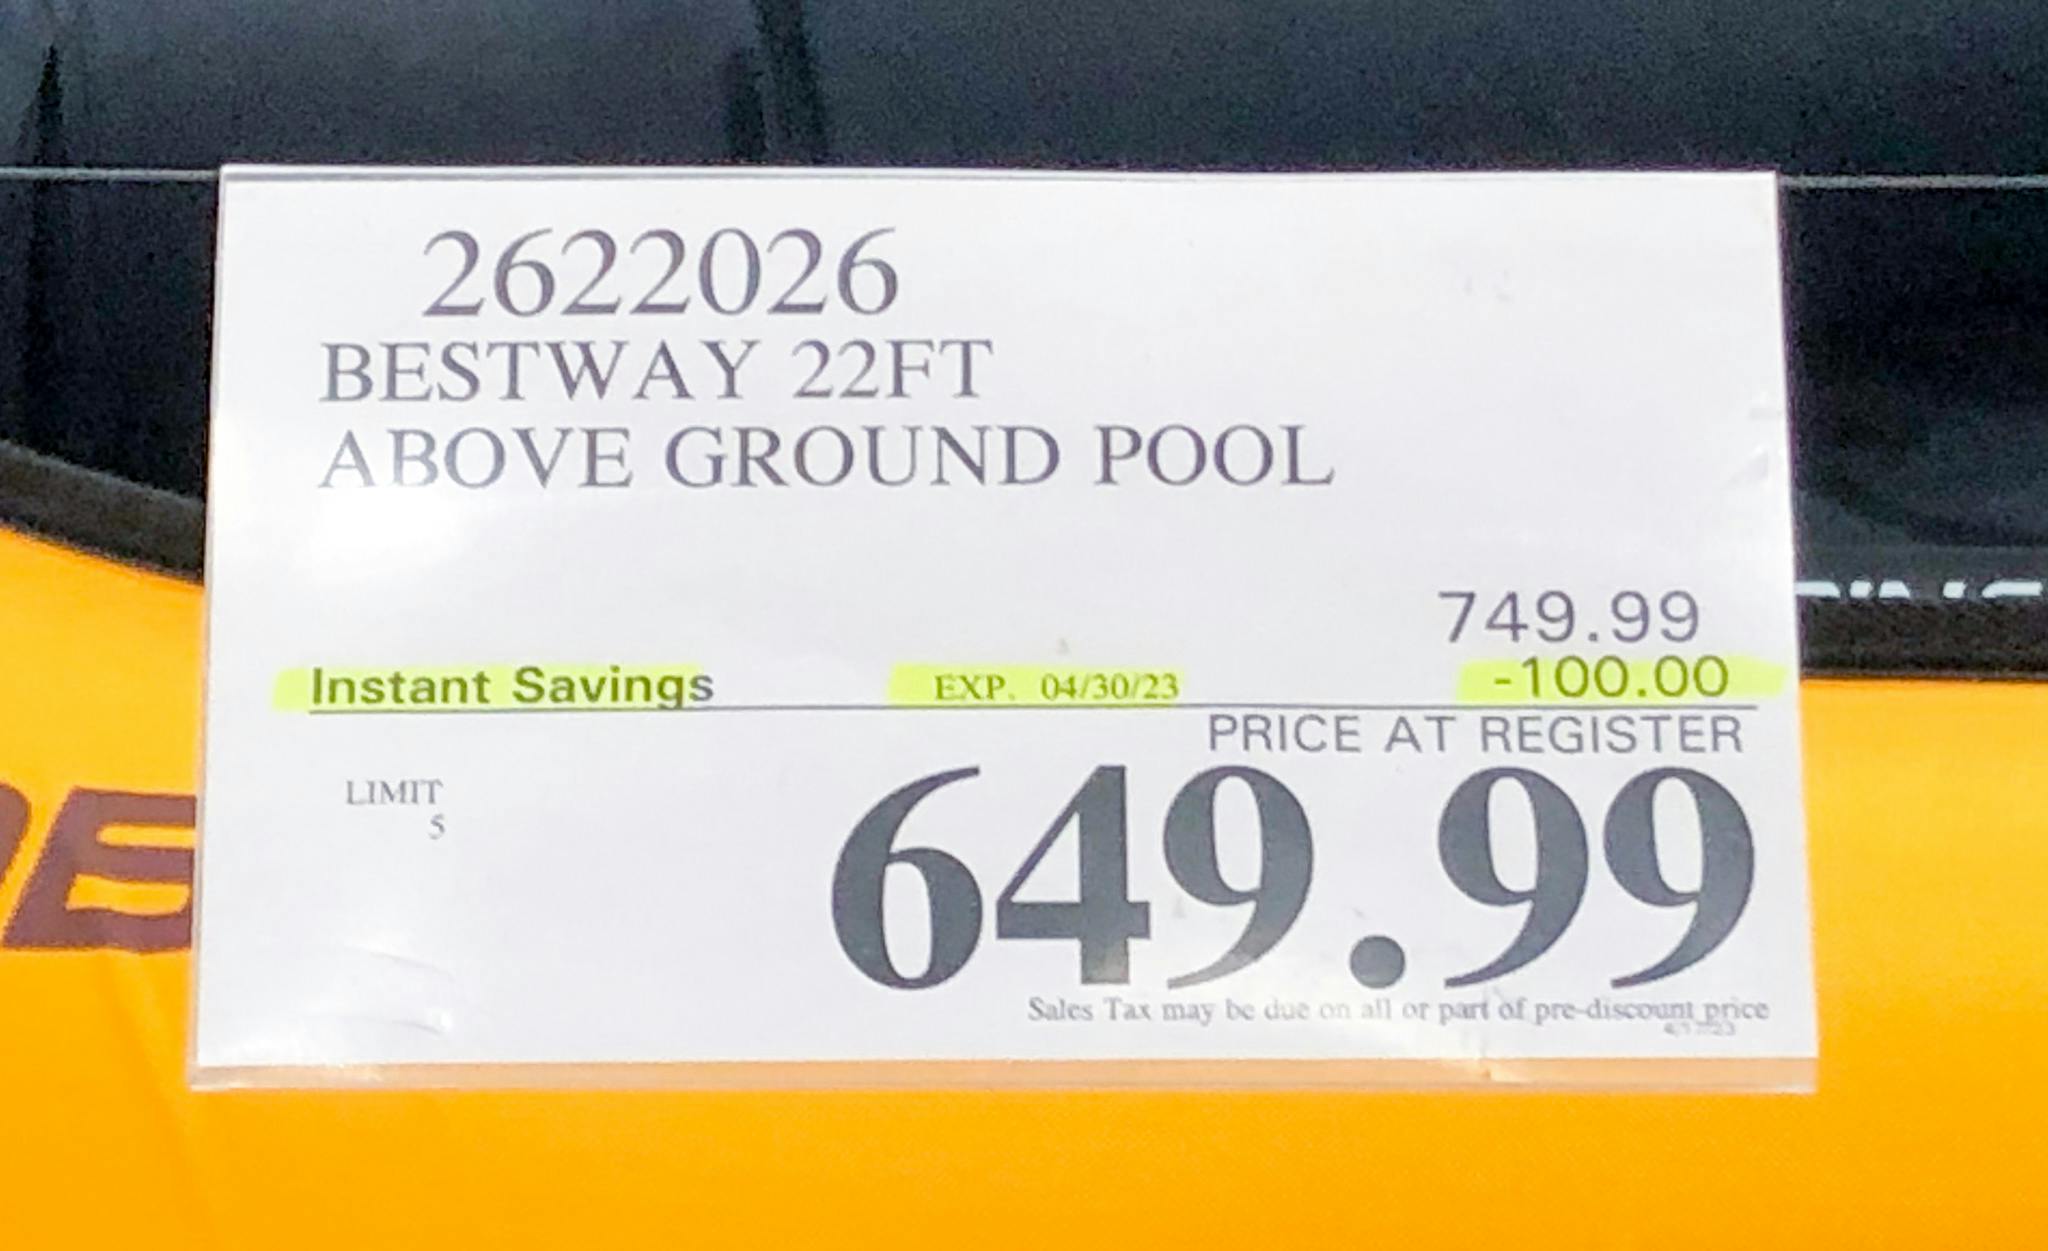 2622026
BESTWAY 22FT
ABOVE GROUND POOL
749.99
Instant Savings EXP. 04/30/23 -100.00
PRICE AT REGISTER
LIMIT
5
649.99
Sales Tax may be due on all or part of pre-discount price